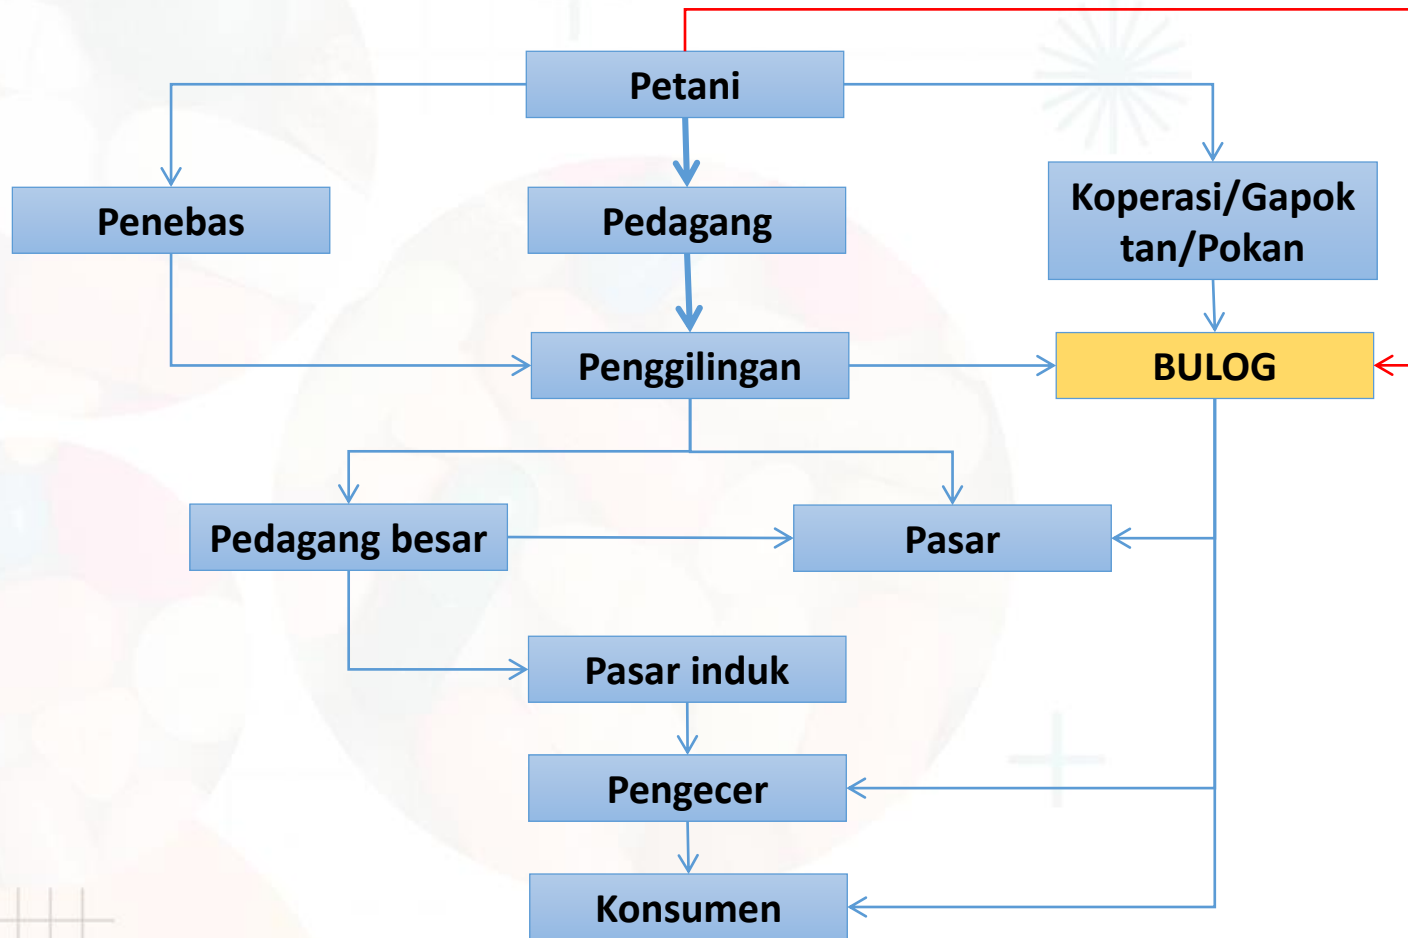 Petani
Penebas
Pedagang
Koperasi/Gapok
tan/Pokan
Penggilingan
BULOG
Pedagang besar
Pasar
Pasar induk
Pengecer
Konsumen